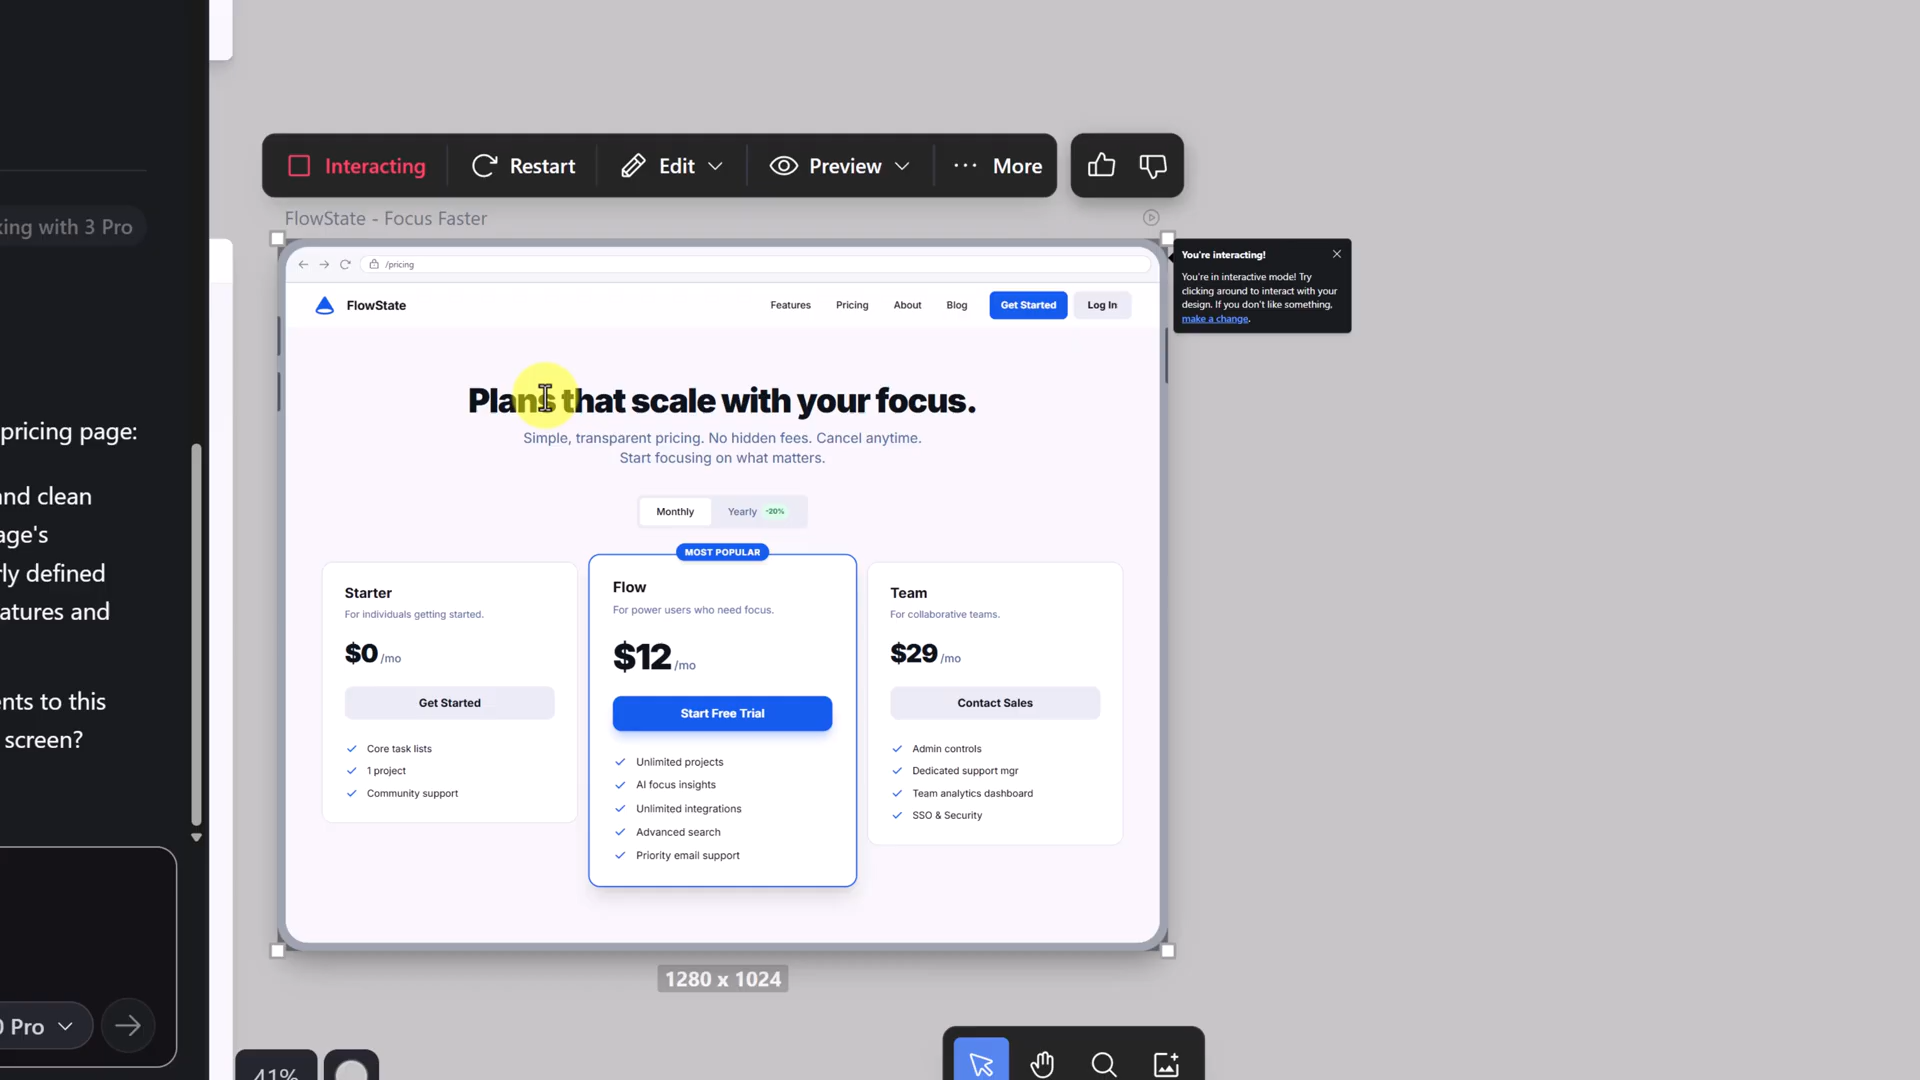 king with 3 Pro
pricing page:
and clean
age's
rly defined
atures and
nts to this
screen?
Pro
Interacting
Restart
Edit
Preview
More
FlowState - Focus Faster
/pricing
FlowState
Features
Pricing
About
Blog
Get Started
Log In
You're interacting!
You're in interactive mode! Try
clicking around to interact with your
design. If you don't like something,
make a change.
Plans that scale with your focus.
Simple, transparent pricing. No hidden fees. Cancel anytime.
Start focusing on what matters.
Monthly
Yearly
-20%
MOST POPULAR
Starter
For individuals getting started.
$0 /mo
Get Started
Core task lists
1 project
Community support
Flow
For power users who need focus.
$12 /mo
Start Free Trial
Unlimited projects
AI focus insights
Unlimited integrations
Advanced search
Priority email support
Team
For collaborative teams.
$29 /mo
Contact Sales
Admin controls
Dedicated support mgr
Team analytics dashboard
SSO & Security
1280 x 1024
41%